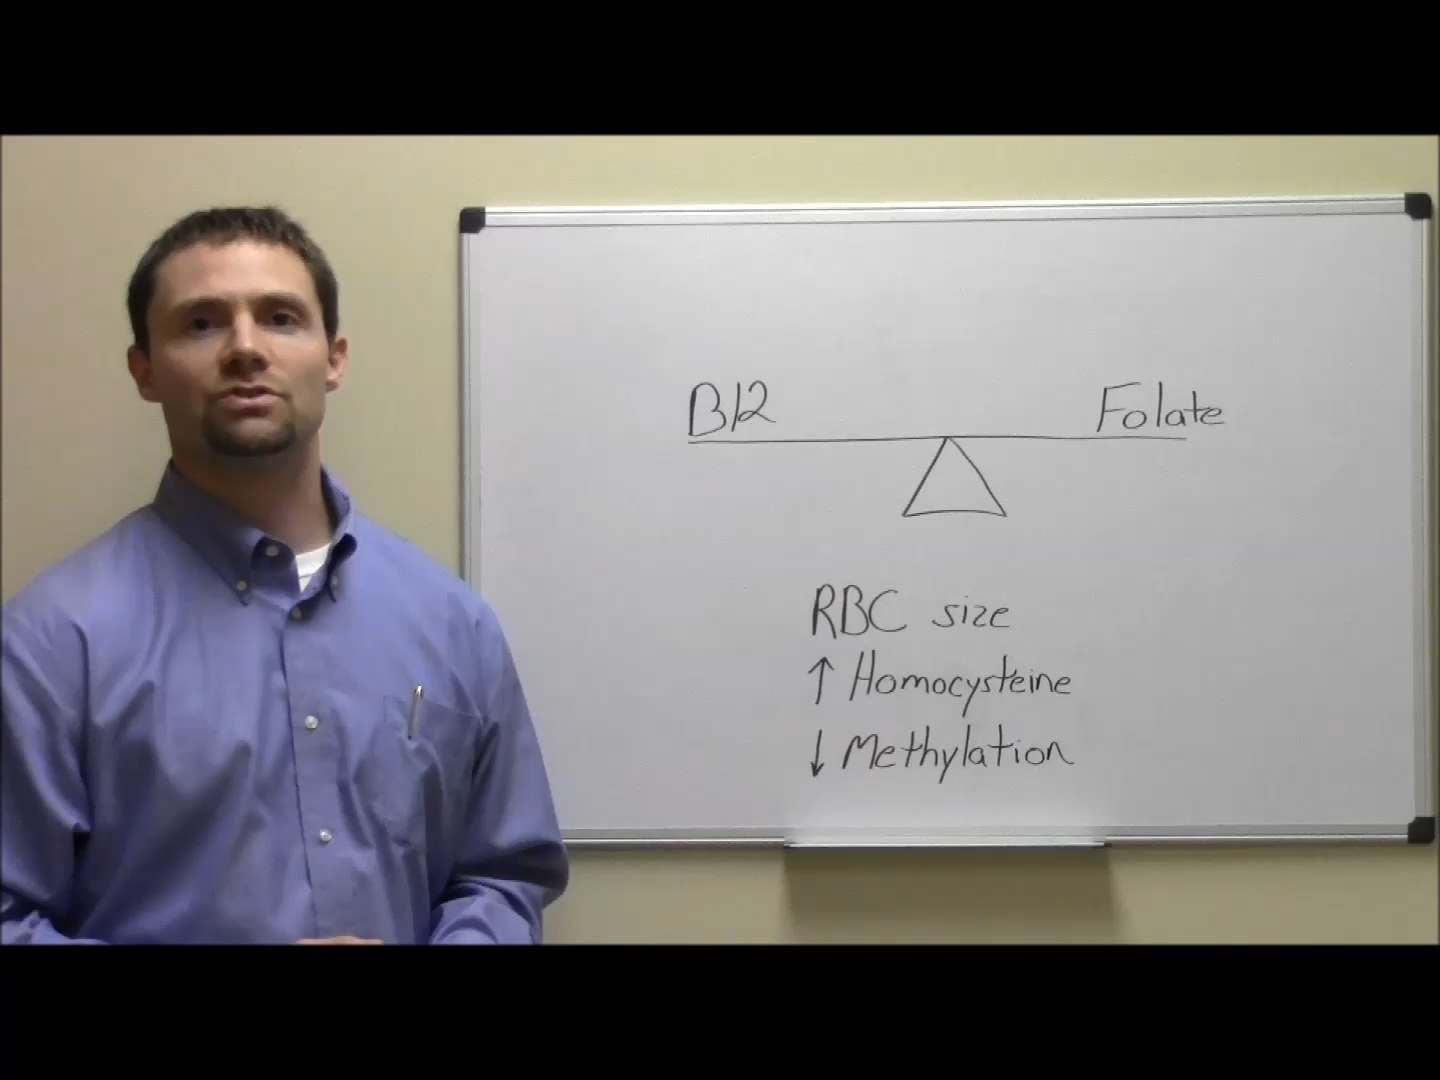 B12 Folate
RBC size
↑ Homocysteine
↓ Methylation